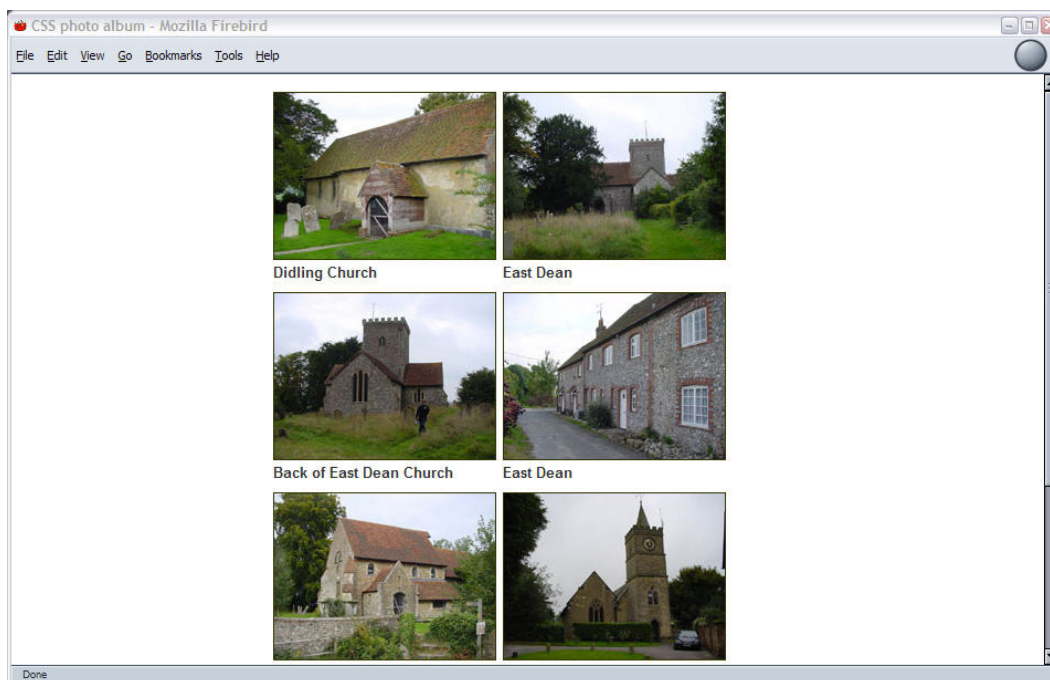 CSS photo album - Mozilla Firebird
File Edit View Go Bookmarks Tools Help
Didling Church
East Dean
Back of East Dean Church
East Dean
Done